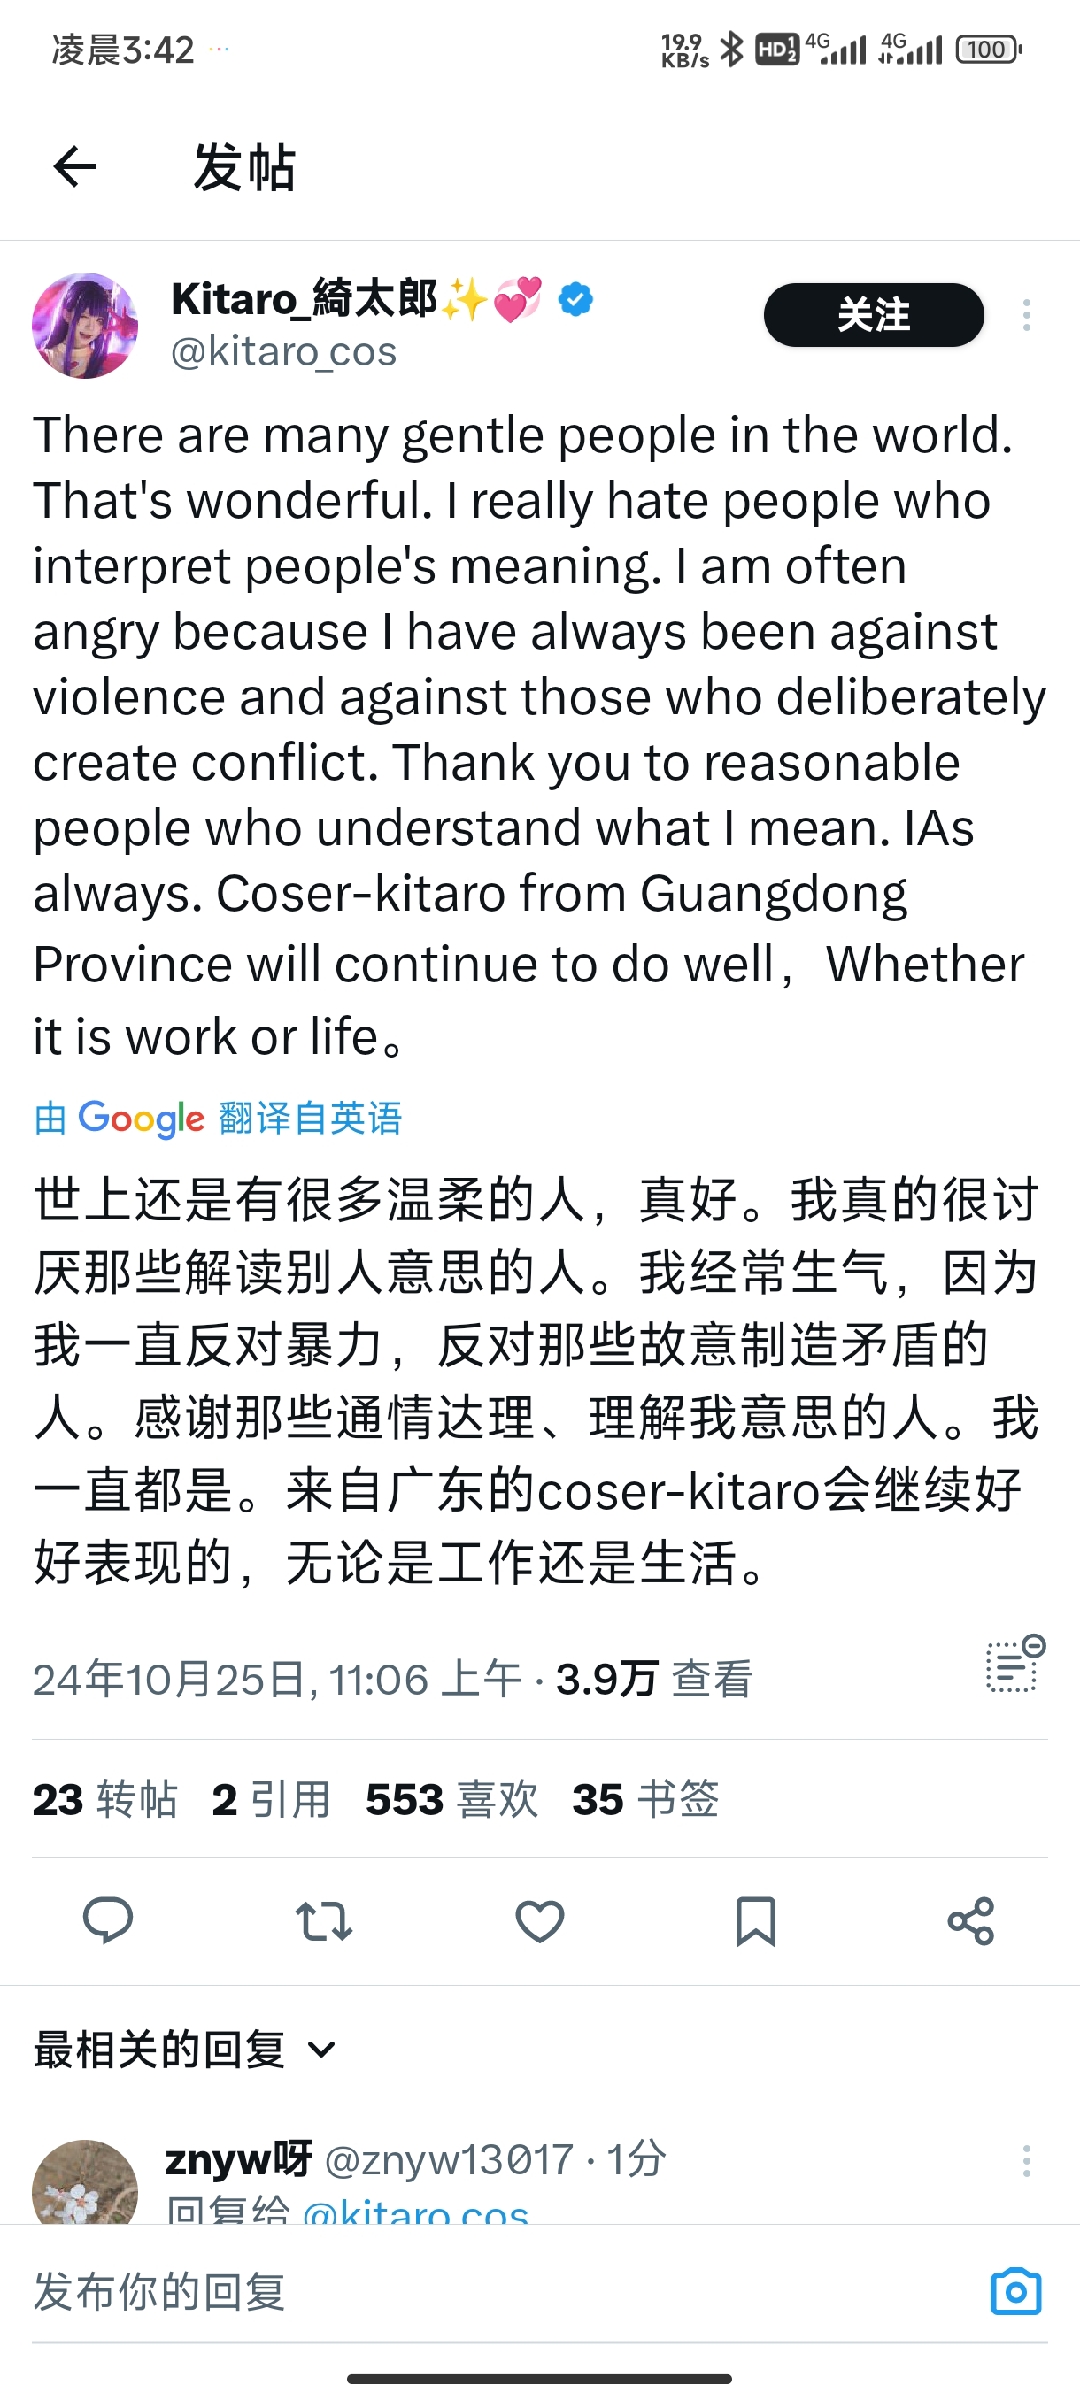 凌晨3:42 ···
19.9 KB/s HD 1 2 4G 4G 100
发帖
Kitaro_綺太郎✨💞
@kitaro_cos
关注
There are many gentle people in the world.
That's wonderful. I really hate people who
interpret people's meaning. I am often
angry because I have always been against
violence and against those who deliberately
create conflict. Thank you to reasonable
people who understand what I mean. IAs
always. Coser-kitaro from Guangdong
Province will continue to do well，Whether
it is work or life。
由 Google 翻译自英语
世上还是有很多温柔的人，真好。我真的很讨
厌那些解读别人意思的人。我经常生气，因为
我一直反对暴力，反对那些故意制造矛盾的
人。感谢那些通情达理、理解我意思的人。我
一直都是。来自广东的coser-kitaro会继续好
好表现的，无论是工作还是生活。
24年10月25日, 11:06 上午 · 3.9万 查看
23 转帖 2 引用 553 喜欢 35 书签
最相关的回复
znyw呀 @znyw13017 · 1分
回复给 @kitaro_cos
发布你的回复